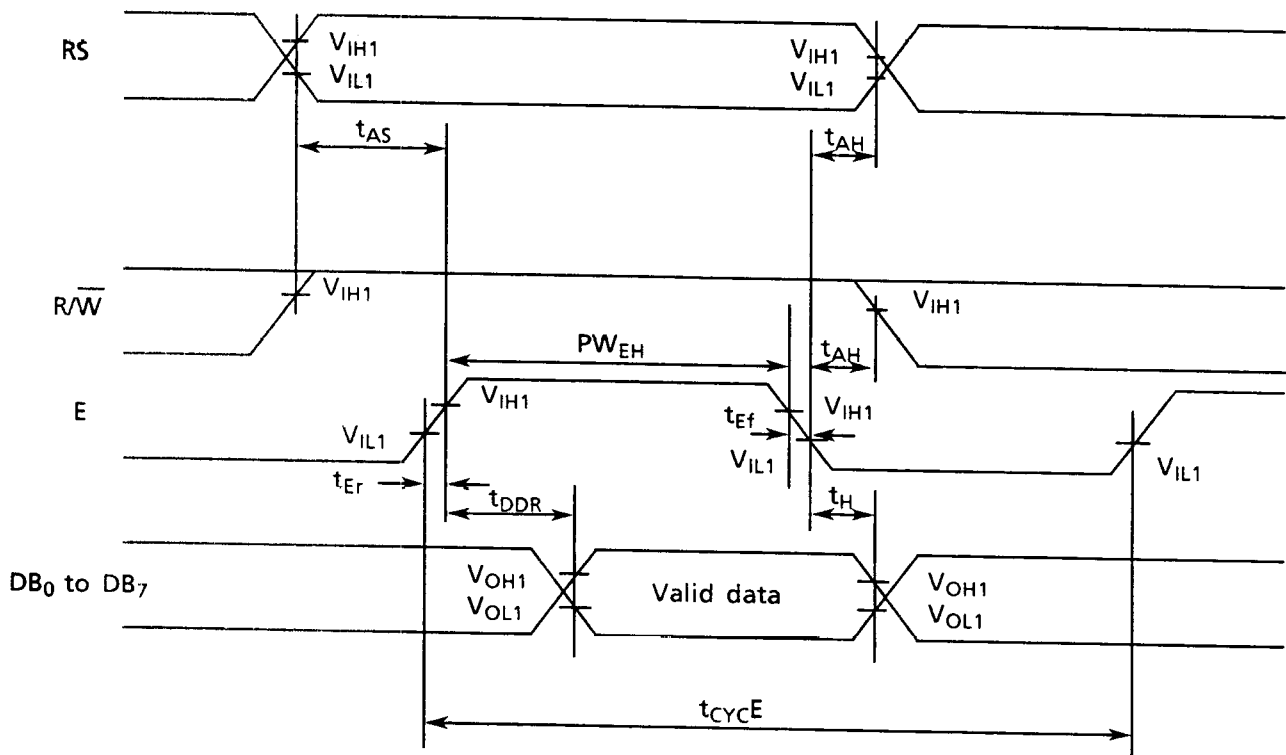 RS
V_IH1
V_IL1
V_IH1
V_IL1
t_AS
t_AH
R/W̅
V_IH1
V_IH1
PW_EH
t_AH
E
V_IH1
V_IL1
t_Ef
V_IH1
V_IL1
V_IL1
t_Er
t_DDR
t_H
DB₀ to DB₇
V_OH1
V_OL1
Valid data
V_OH1
V_OL1
t_CYCE